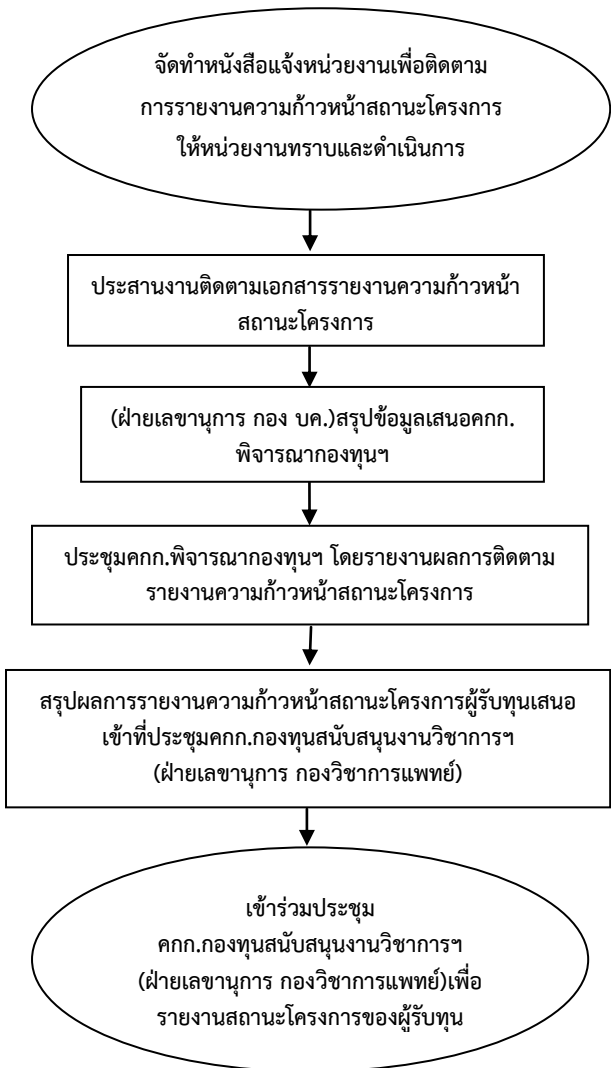 จัดทำหนังสือแจ้งหน่วยงานเพื่อติดตาม
การรายงานความก้าวหน้าสถานะโครงการ
ให้หน่วยงานทราบและดำเนินการ
ประสานงานติดตามเอกสารรายงานความก้าวหน้า
สถานะโครงการ
(ฝ่ายเลขานุการ กอง บค.)สรุปข้อมูลเสนอคกก.
พิจารณากองทุนฯ
ประชุมคกก.พิจารณากองทุนฯ โดยรายงานผลการติดตาม
รายงานความก้าวหน้าสถานะโครงการ
สรุปผลการรายงานความก้าวหน้าสถานะโครงการผู้รับทุนเสนอ
เข้าที่ประชุมคกก.กองทุนสนับสนุนงานวิชาการฯ
(ฝ่ายเลขานุการ กองวิชาการแพทย์)
เข้าร่วมประชุม
คกก.กองทุนสนับสนุนงานวิชาการฯ
(ฝ่ายเลขานุการ กองวิชาการแพทย์)เพื่อ
รายงานสถานะโครงการของผู้รับทุน